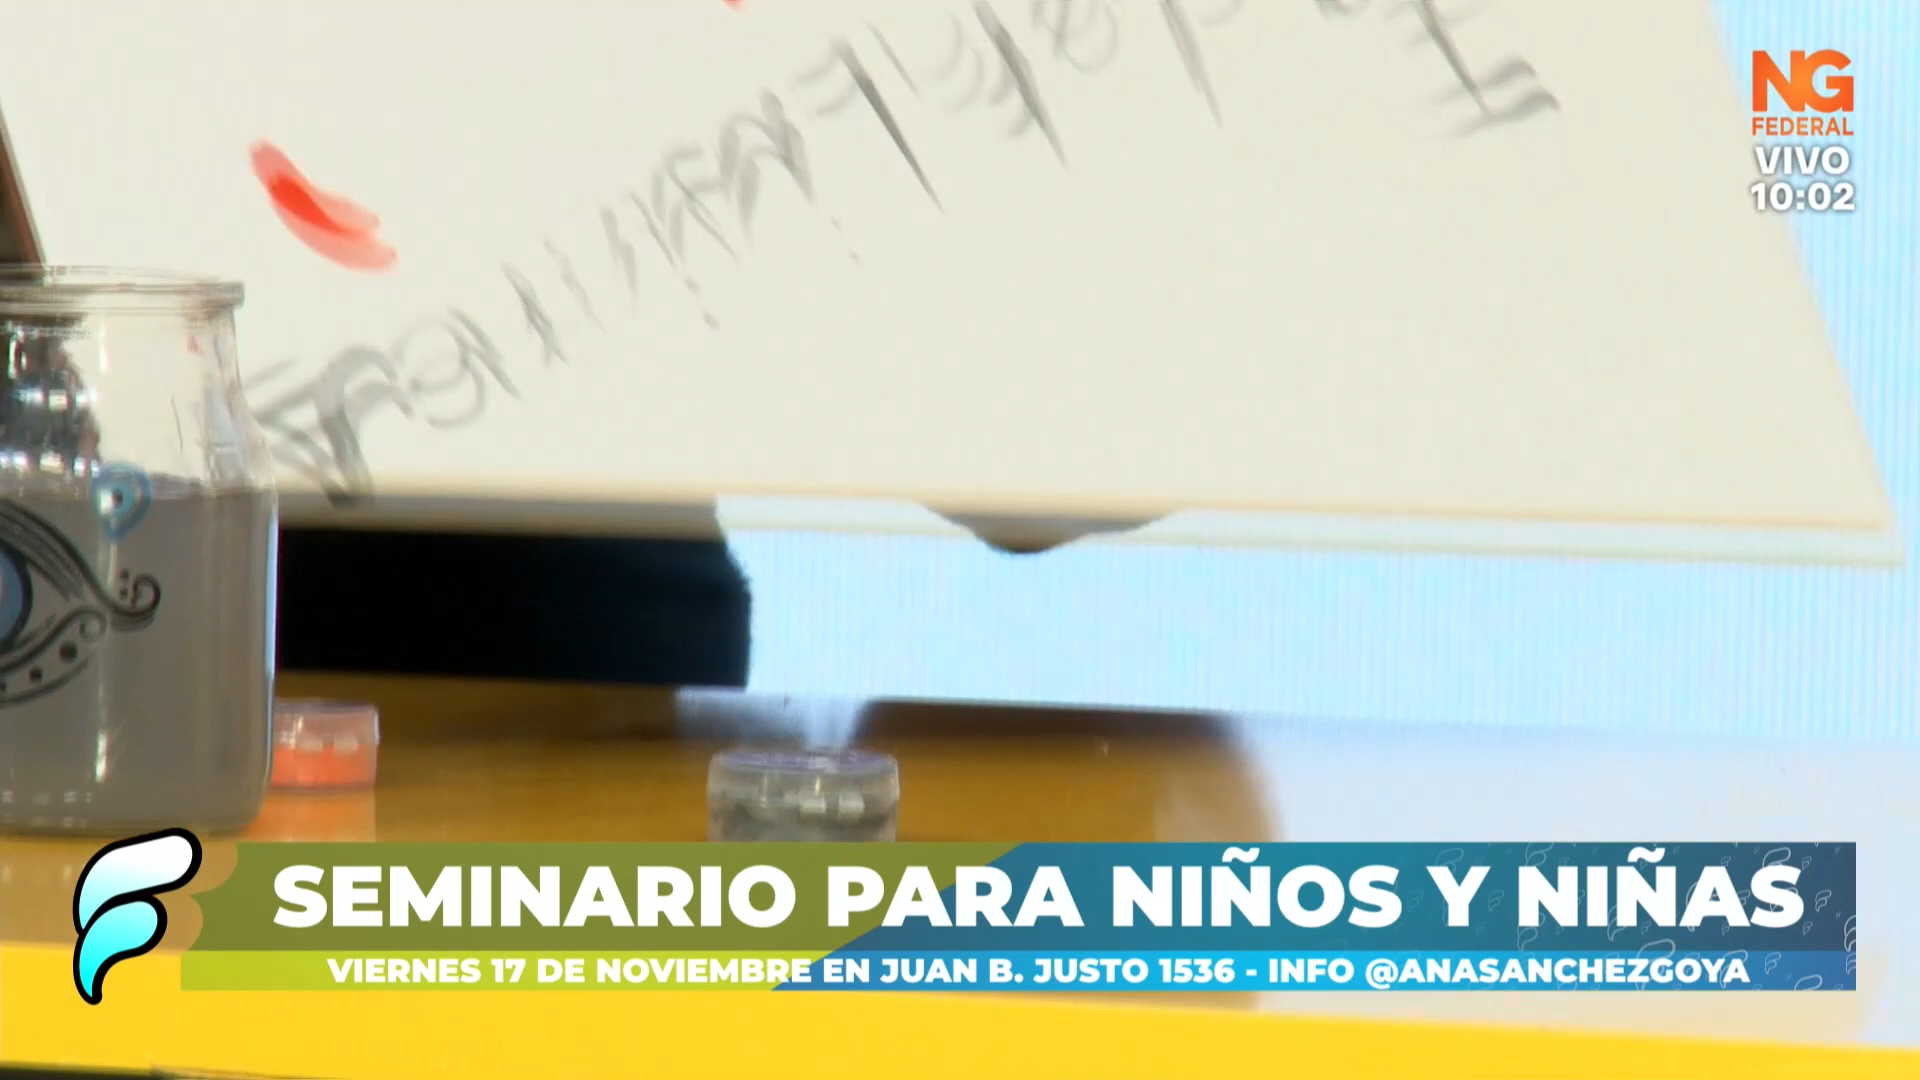 NG
FEDERAL
VIVO
10:02
SEMINARIO PARA NIÑOS Y NIÑAS
VIERNES 17 DE NOVIEMBRE EN JUAN B. JUSTO 1536 - INFO @ANASANCHEZGOYA